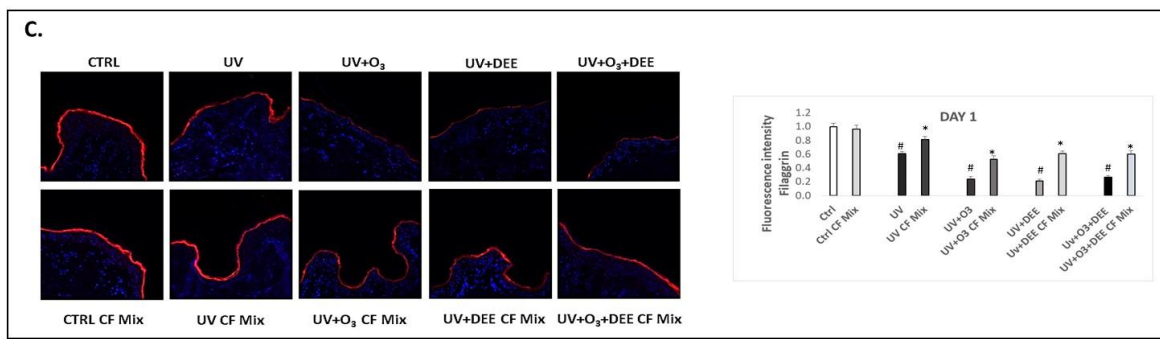 C.
CTRL
UV
UV+O₃
UV+DEE
UV+O₃+DEE
CTRL CF Mix
UV CF Mix
UV+O₃ CF Mix
UV+DEE CF Mix
UV+O₃+DEE CF Mix
DAY 1
Fluorescence intensity
Filaggrin
1.2
1.0
0.8
0.6
0.4
0.2
0.0
#
*
#
*
#
*
#
*
Ctrl
Ctrl CF Mix
UV
UV CF Mix
UV+O3
UV+O3 CF Mix
UV+DEE
Uv+DEE CF Mix
Uv+O3+DEE
UV+O3+DEE CF Mix